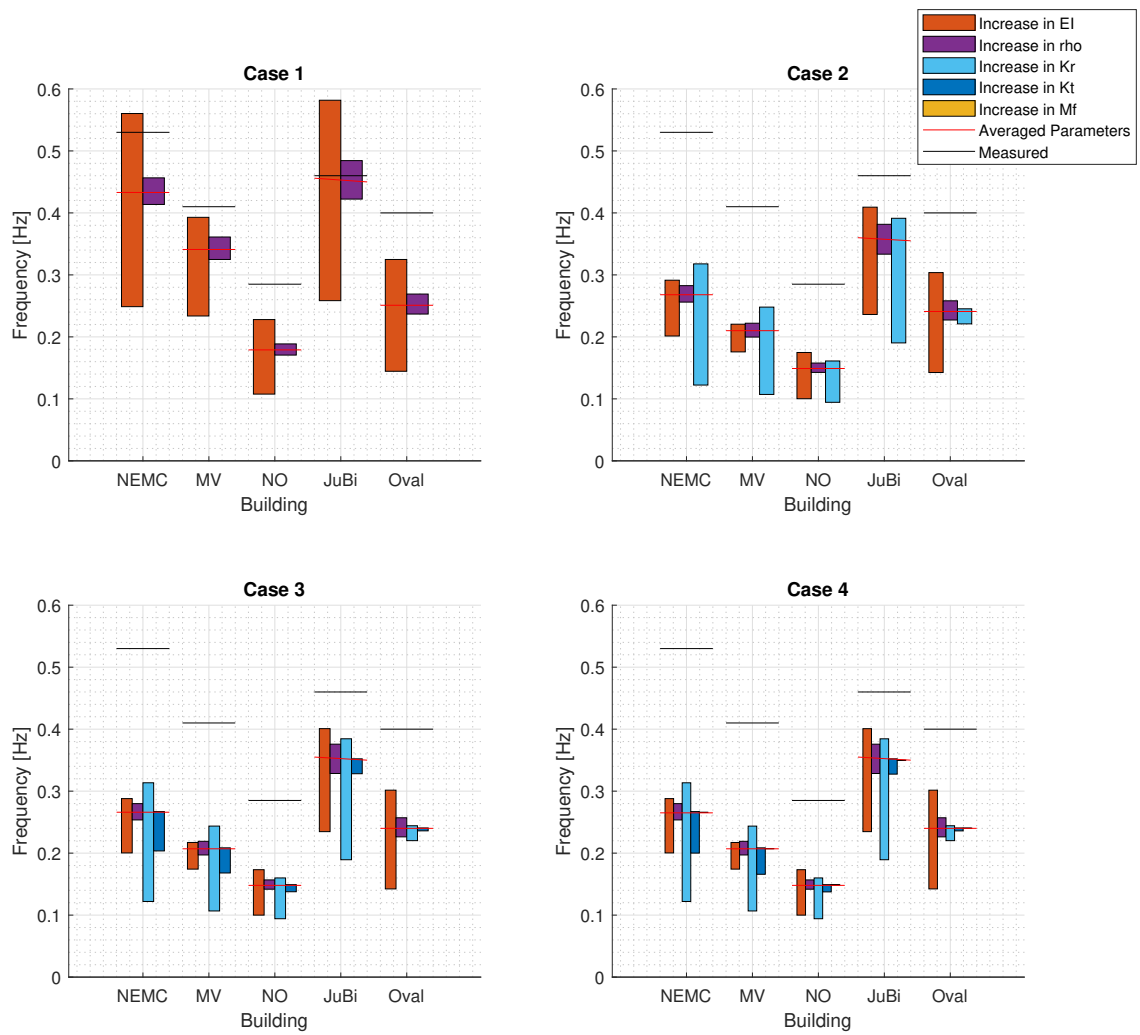 Increase in EI
Increase in rho
Increase in Kr
Increase in Kt
Increase in Mf
Averaged Parameters
Measured
Case 1
0.6
0.5
0.4
0.3
0.2
0.1
0
Frequency [Hz]
NEMC MV NO JuBi Oval
Building
Case 2
0.6
0.5
0.4
0.3
0.2
0.1
0
Frequency [Hz]
NEMC MV NO JuBi Oval
Building
Case 3
0.6
0.5
0.4
0.3
0.2
0.1
0
Frequency [Hz]
NEMC MV NO JuBi Oval
Building
Case 4
0.6
0.5
0.4
0.3
0.2
0.1
0
Frequency [Hz]
NEMC MV NO JuBi Oval
Building